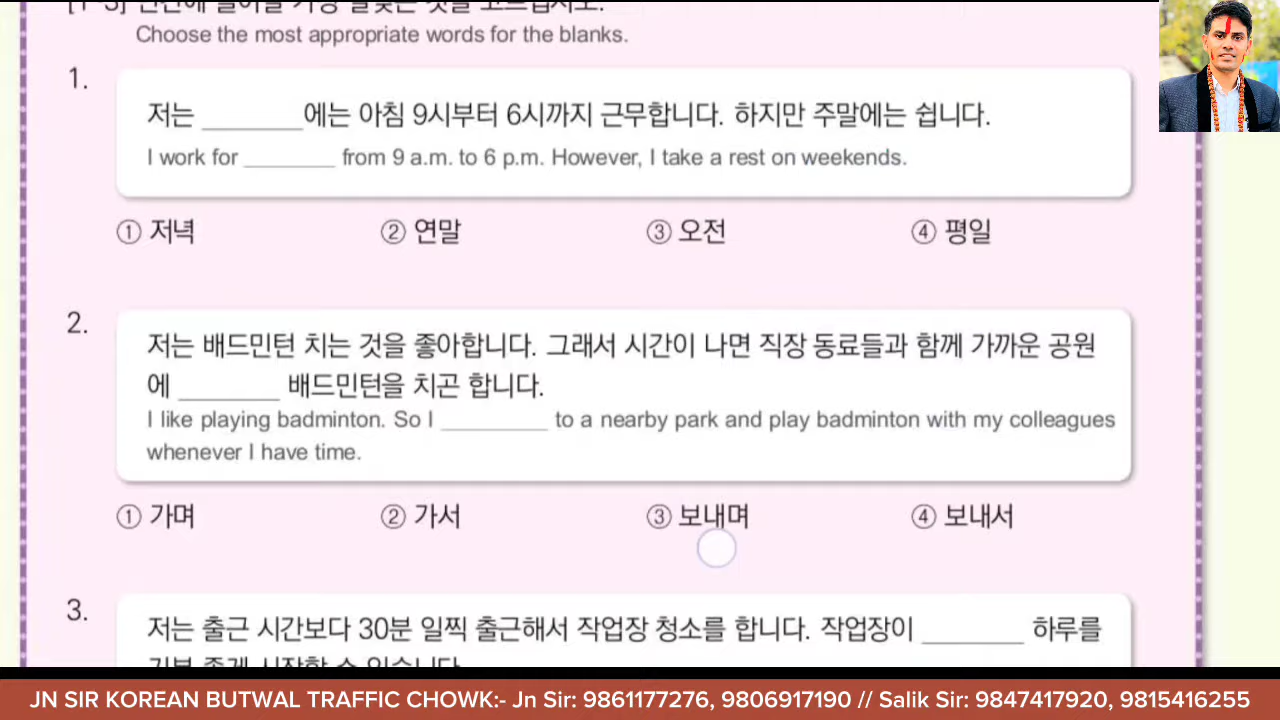 Choose the most appropriate words for the blanks.
1.
저는 ________에는 아침 9시부터 6시까지 근무합니다. 하지만 주말에는 쉽니다.
I work for ________ from 9 a.m. to 6 p.m. However, I take a rest on weekends.
① 저녁 ② 연말 ③ 오전 ④ 평일
2.
저는 배드민턴 치는 것을 좋아합니다. 그래서 시간이 나면 직장 동료들과 함께 가까운 공원
에 ________ 배드민턴을 치곤 합니다.
I like playing badminton. So I ________ to a nearby park and play badminton with my colleagues
whenever I have time.
① 가며 ② 가서 ③ 보내며 ④ 보내서
3.
저는 출근 시간보다 30분 일찍 출근해서 작업장 청소를 합니다. 작업장이 ________ 하루를
JN SIR KOREAN BUTWAL TRAFFIC CHOWK:- Jn Sir: 9861177276, 9806917190 // Salik Sir: 9847417920, 9815416255